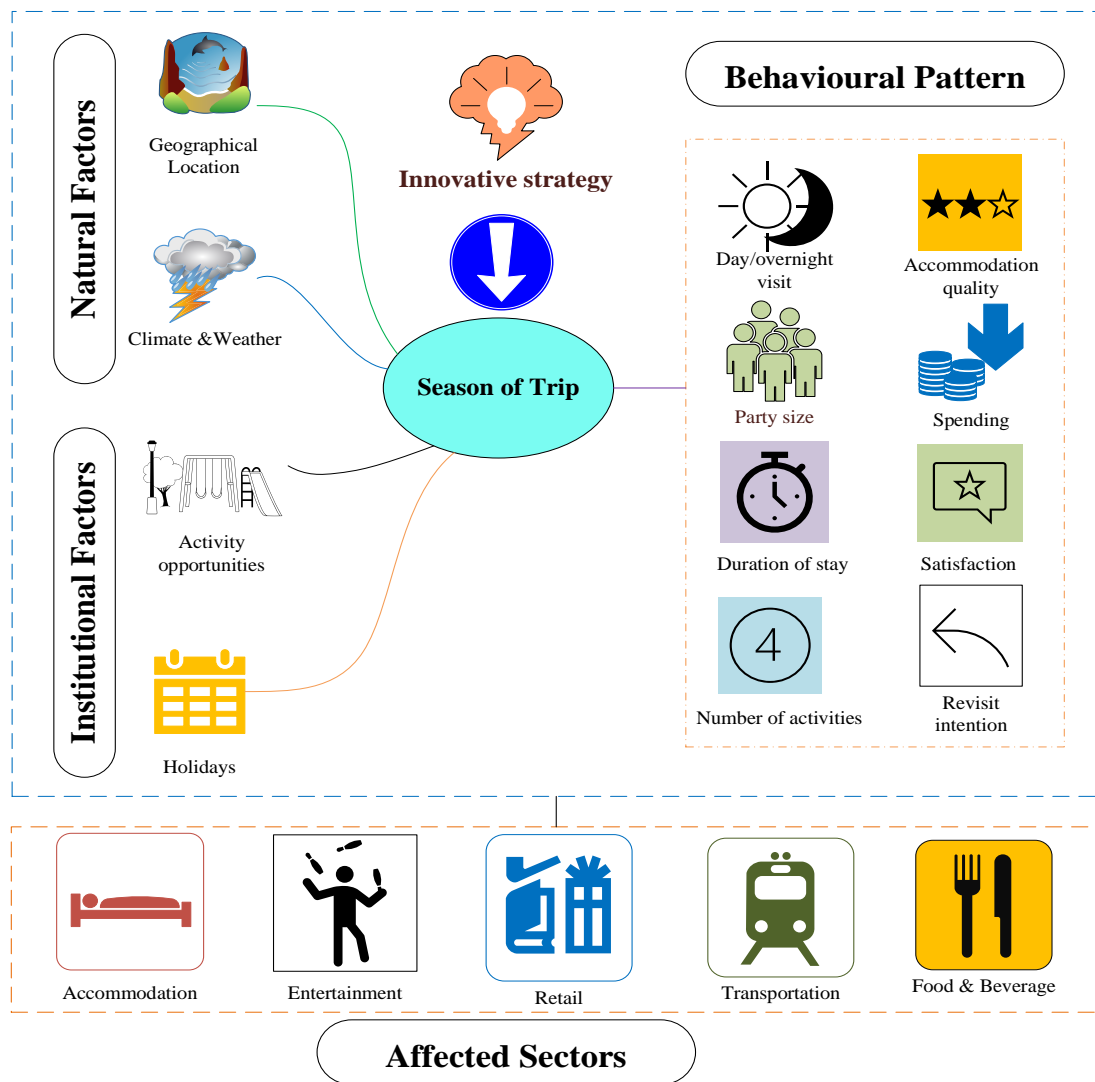 Natural Factors
Geographical
Location
Climate &Weather
Institutional Factors
Activity
opportunities
Holidays
Innovative strategy
Season of Trip
Behavioural Pattern
Day/overnight
visit
Accommodation
quality
Party size
Spending
Duration of stay
Satisfaction
4
Number of activities
Revisit
intention
Accommodation
Entertainment
Retail
Transportation
Food & Beverage
Affected Sectors